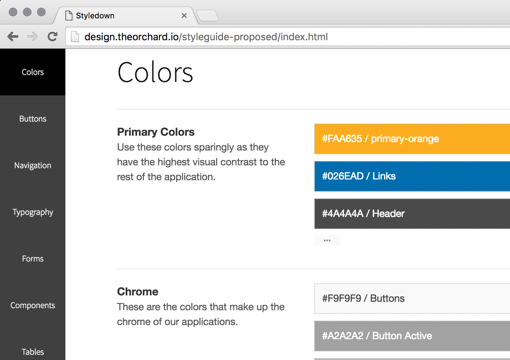 Styledown
design.theorchard.io/styleguide-proposed/index.html
Colors
Buttons
Navigation
Typography
Forms
Components
Tables
Colors
Primary Colors
Use these colors sparingly as they
have the highest visual contrast to the
rest of the application.
#FAA635 / primary-orange
#026EAD / Links
#4A4A4A / Header
...
Chrome
These are the colors that make up the
chrome of our applications.
#F9F9F9 / Buttons
#A2A2A2 / Button Active